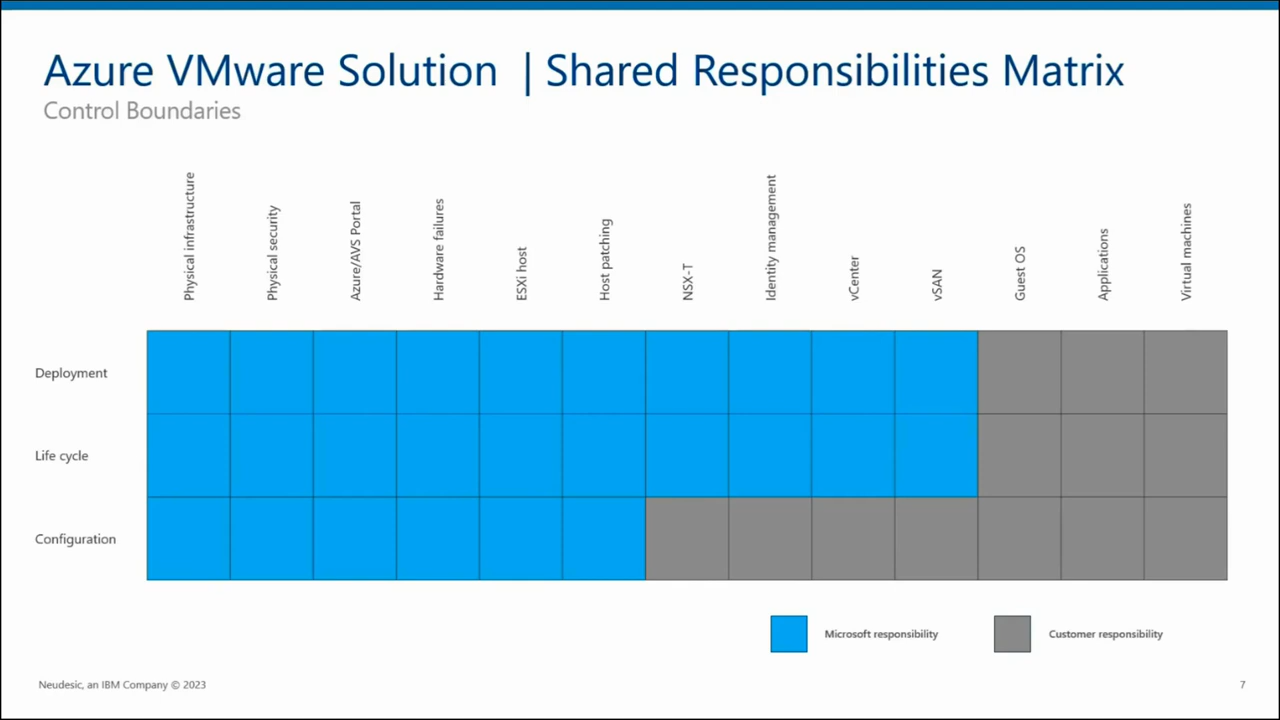 Azure VMware Solution | Shared Responsibilities Matrix
Control Boundaries
Physical infrastructure
Physical security
Azure/AVS Portal
Hardware failures
ESXi host
Host patching
NSX-T
Identity management
vCenter
vSAN
Guest OS
Applications
Virtual machines
Deployment
Life cycle
Configuration
Microsoft responsibility
Customer responsibility
Neudesic, an IBM Company © 2023
7